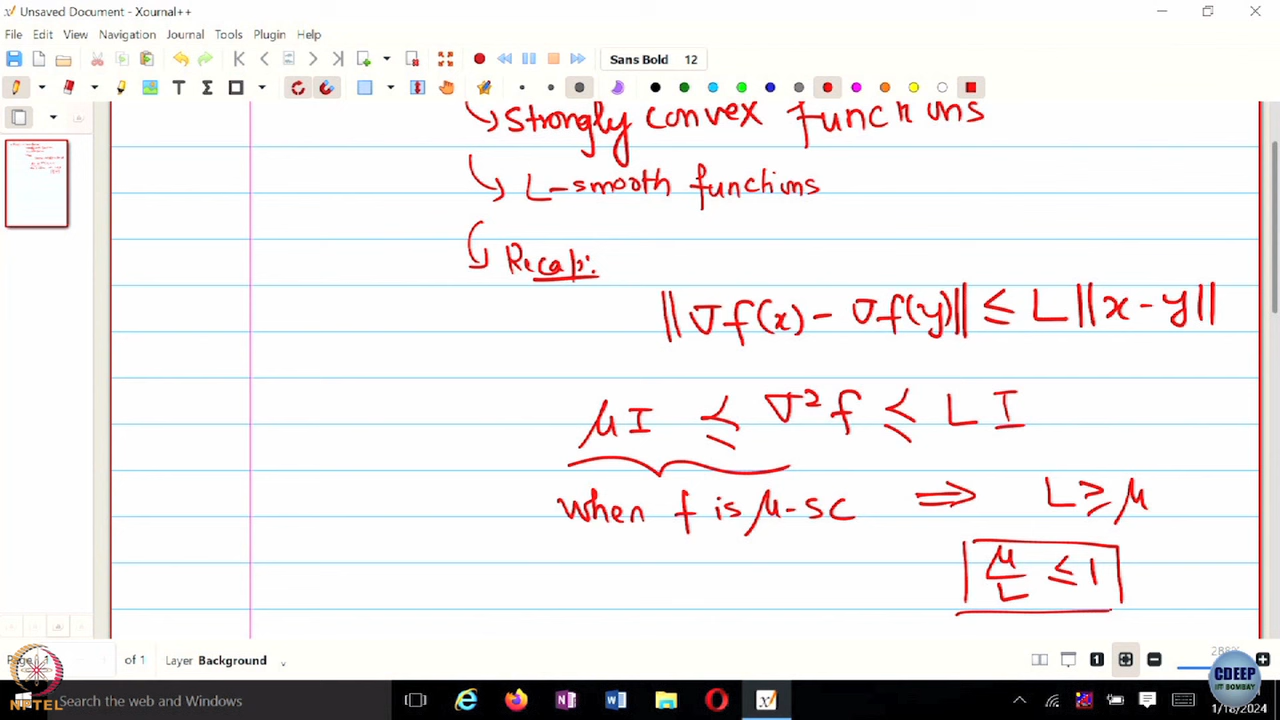 Unsaved Document - Xournal++
File Edit View Navigation Journal Tools Plugin Help
Sans Bold 12
↳ Strongly convex functions
↳ L-smooth functions
↳ Recap:
||∇f(x) - ∇f(y)|| ≤ L||x-y||
μI ⪯ ∇²f ⪯ LI
when f is μ-SC ⇒ L ≥ μ
μ/L ≤ 1
of 1 Layer Background 288%
NPTEL
Search the web and Windows
CDEEP
IIT BOMBAY
1/18/2024